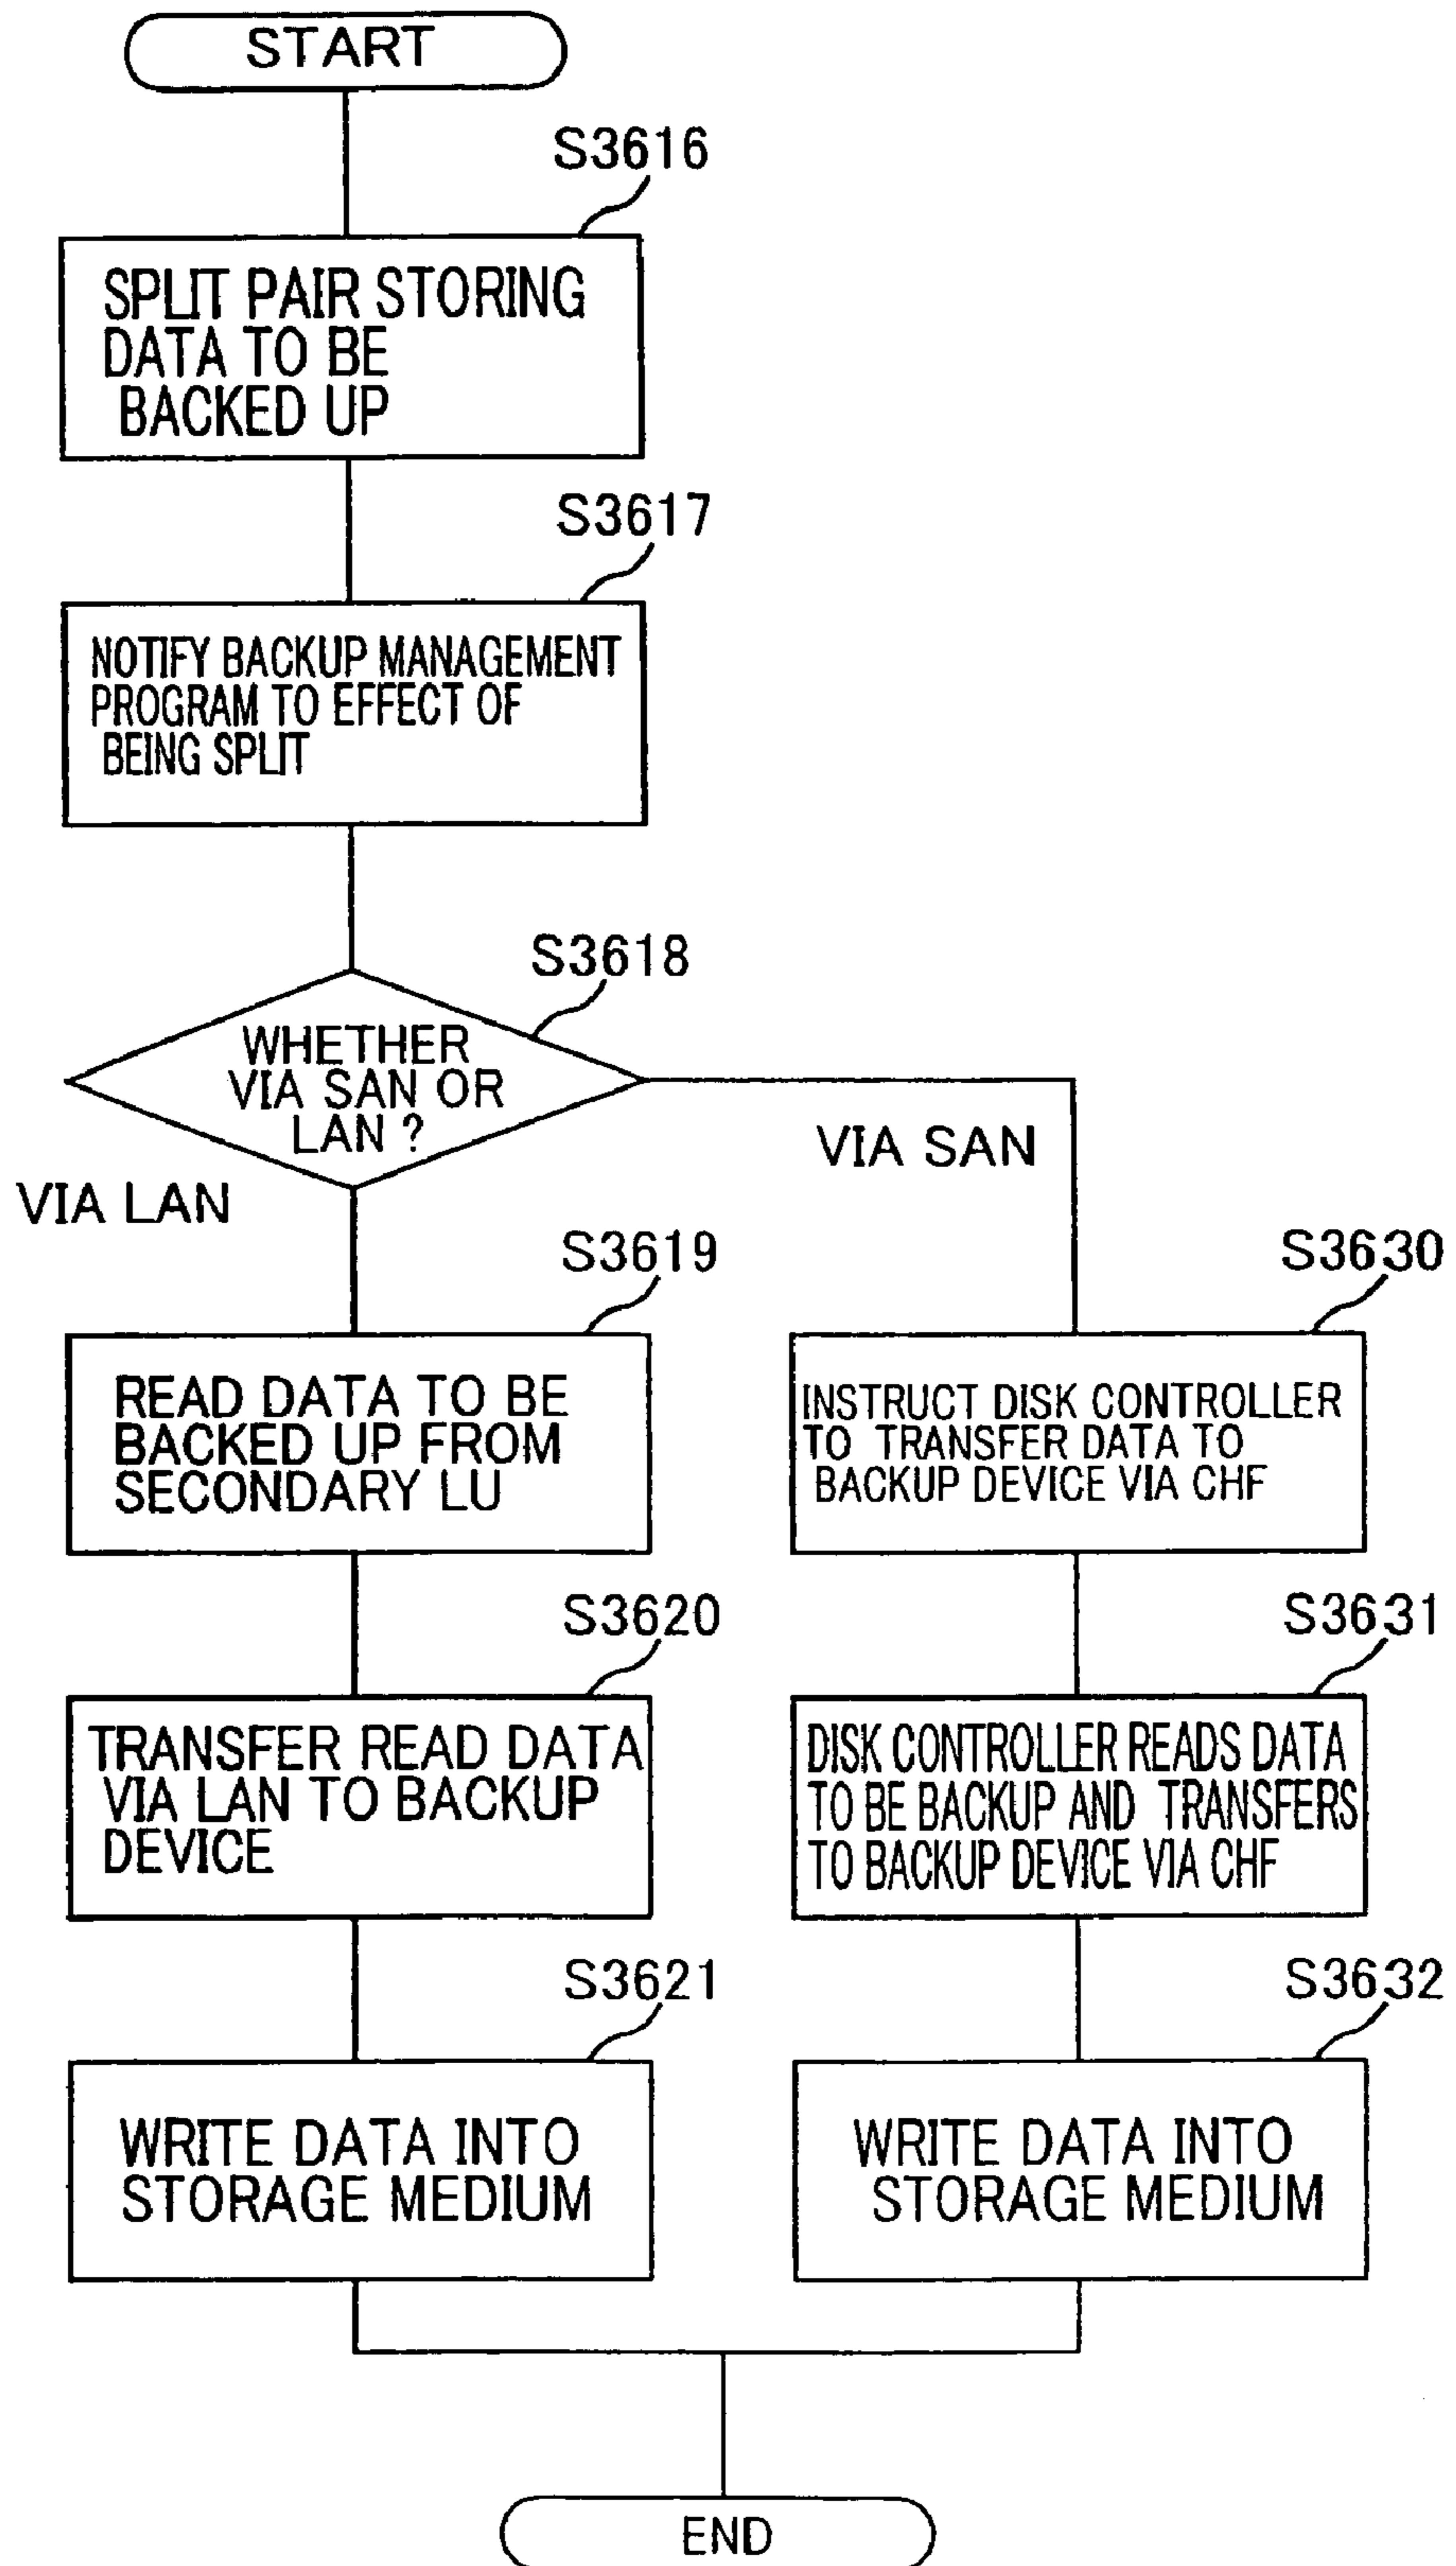 START
S3616
SPLIT PAIR STORING
DATA TO BE
BACKED UP
S3617
NOTIFY BACKUP MANAGEMENT
PROGRAM TO EFFECT OF
BEING SPLIT
S3618
WHETHER
VIA SAN OR
LAN ?
VIA SAN
VIA LAN
S3619
READ DATA TO BE
BACKED UP FROM
SECONDARY LU
S3620
TRANSFER READ DATA
VIA LAN TO BACKUP
DEVICE
S3621
WRITE DATA INTO
STORAGE MEDIUM
S3630
INSTRUCT DISK CONTROLLER
TO TRANSFER DATA TO
BACKUP DEVICE VIA CHF
S3631
DISK CONTROLLER READS DATA
TO BE BACKUP AND TRANSFERS
TO BACKUP DEVICE VIA CHF
S3632
WRITE DATA INTO
STORAGE MEDIUM
END